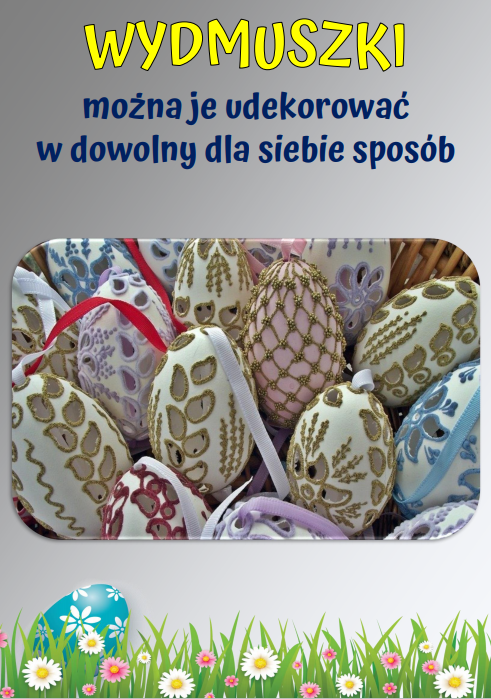 WYDMUSZKI
można je udekorować
w dowolny dla siebie sposób